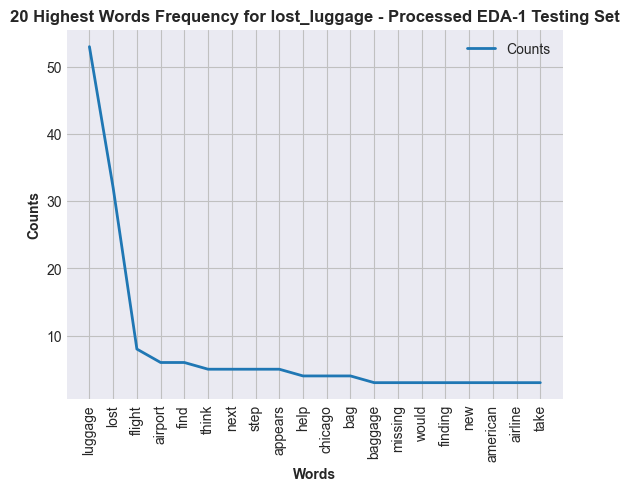 20 Highest Words Frequency for lost_luggage - Processed EDA-1 Testing Set
Counts
50
40
30
20
10
Counts
luggage
lost
flight
airport
find
think
next
step
appears
help
chicago
bag
baggage
missing
would
finding
new
american
airline
take
Words